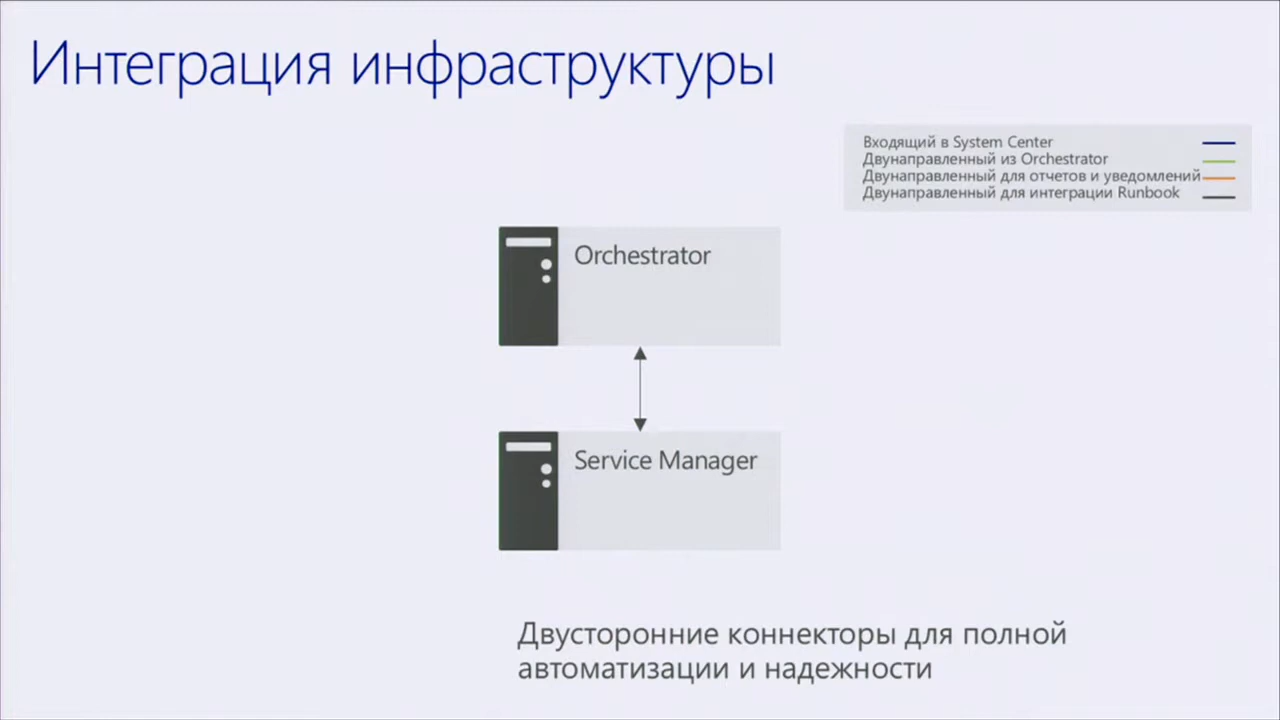 Интеграция инфраструктуры
Входящий в System Center
Двунаправленный из Orchestrator
Двунаправленный для отчетов и уведомлений
Двунаправленный для интеграции Runbook
Orchestrator
Service Manager
Двусторонние коннекторы для полной
автоматизации и надежности